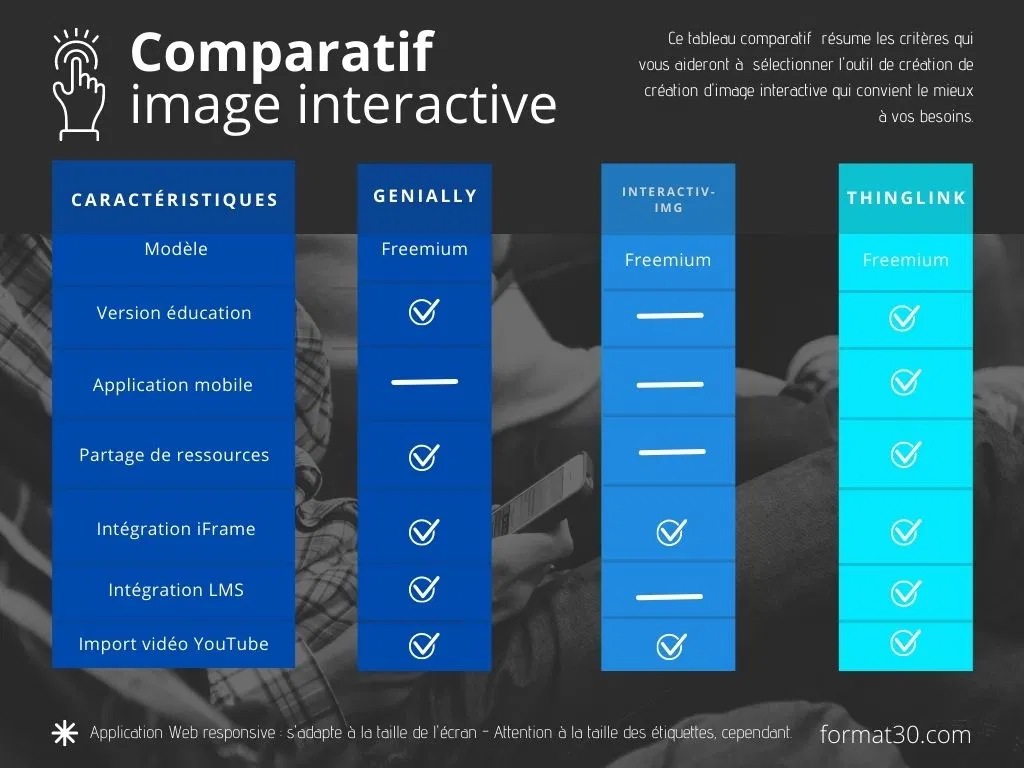 Comparatif
image interactive
Ce tableau comparatif résume les critères qui
vous aideront à sélectionner l'outil de création de
création d'image interactive qui convient le mieux
à vos besoins.
CARACTÉRISTIQUES
GENIALLY
INTERACTIV-
IMG
THINGLINK
Modèle
Freemium
Freemium
Freemium
Version éducation
Application mobile
Partage de ressources
Intégration iFrame
Intégration LMS
Import vidéo YouTube
Application Web responsive : s'adapte à la taille de l'écran - Attention à la taille des étiquettes, cependant.
format30.com